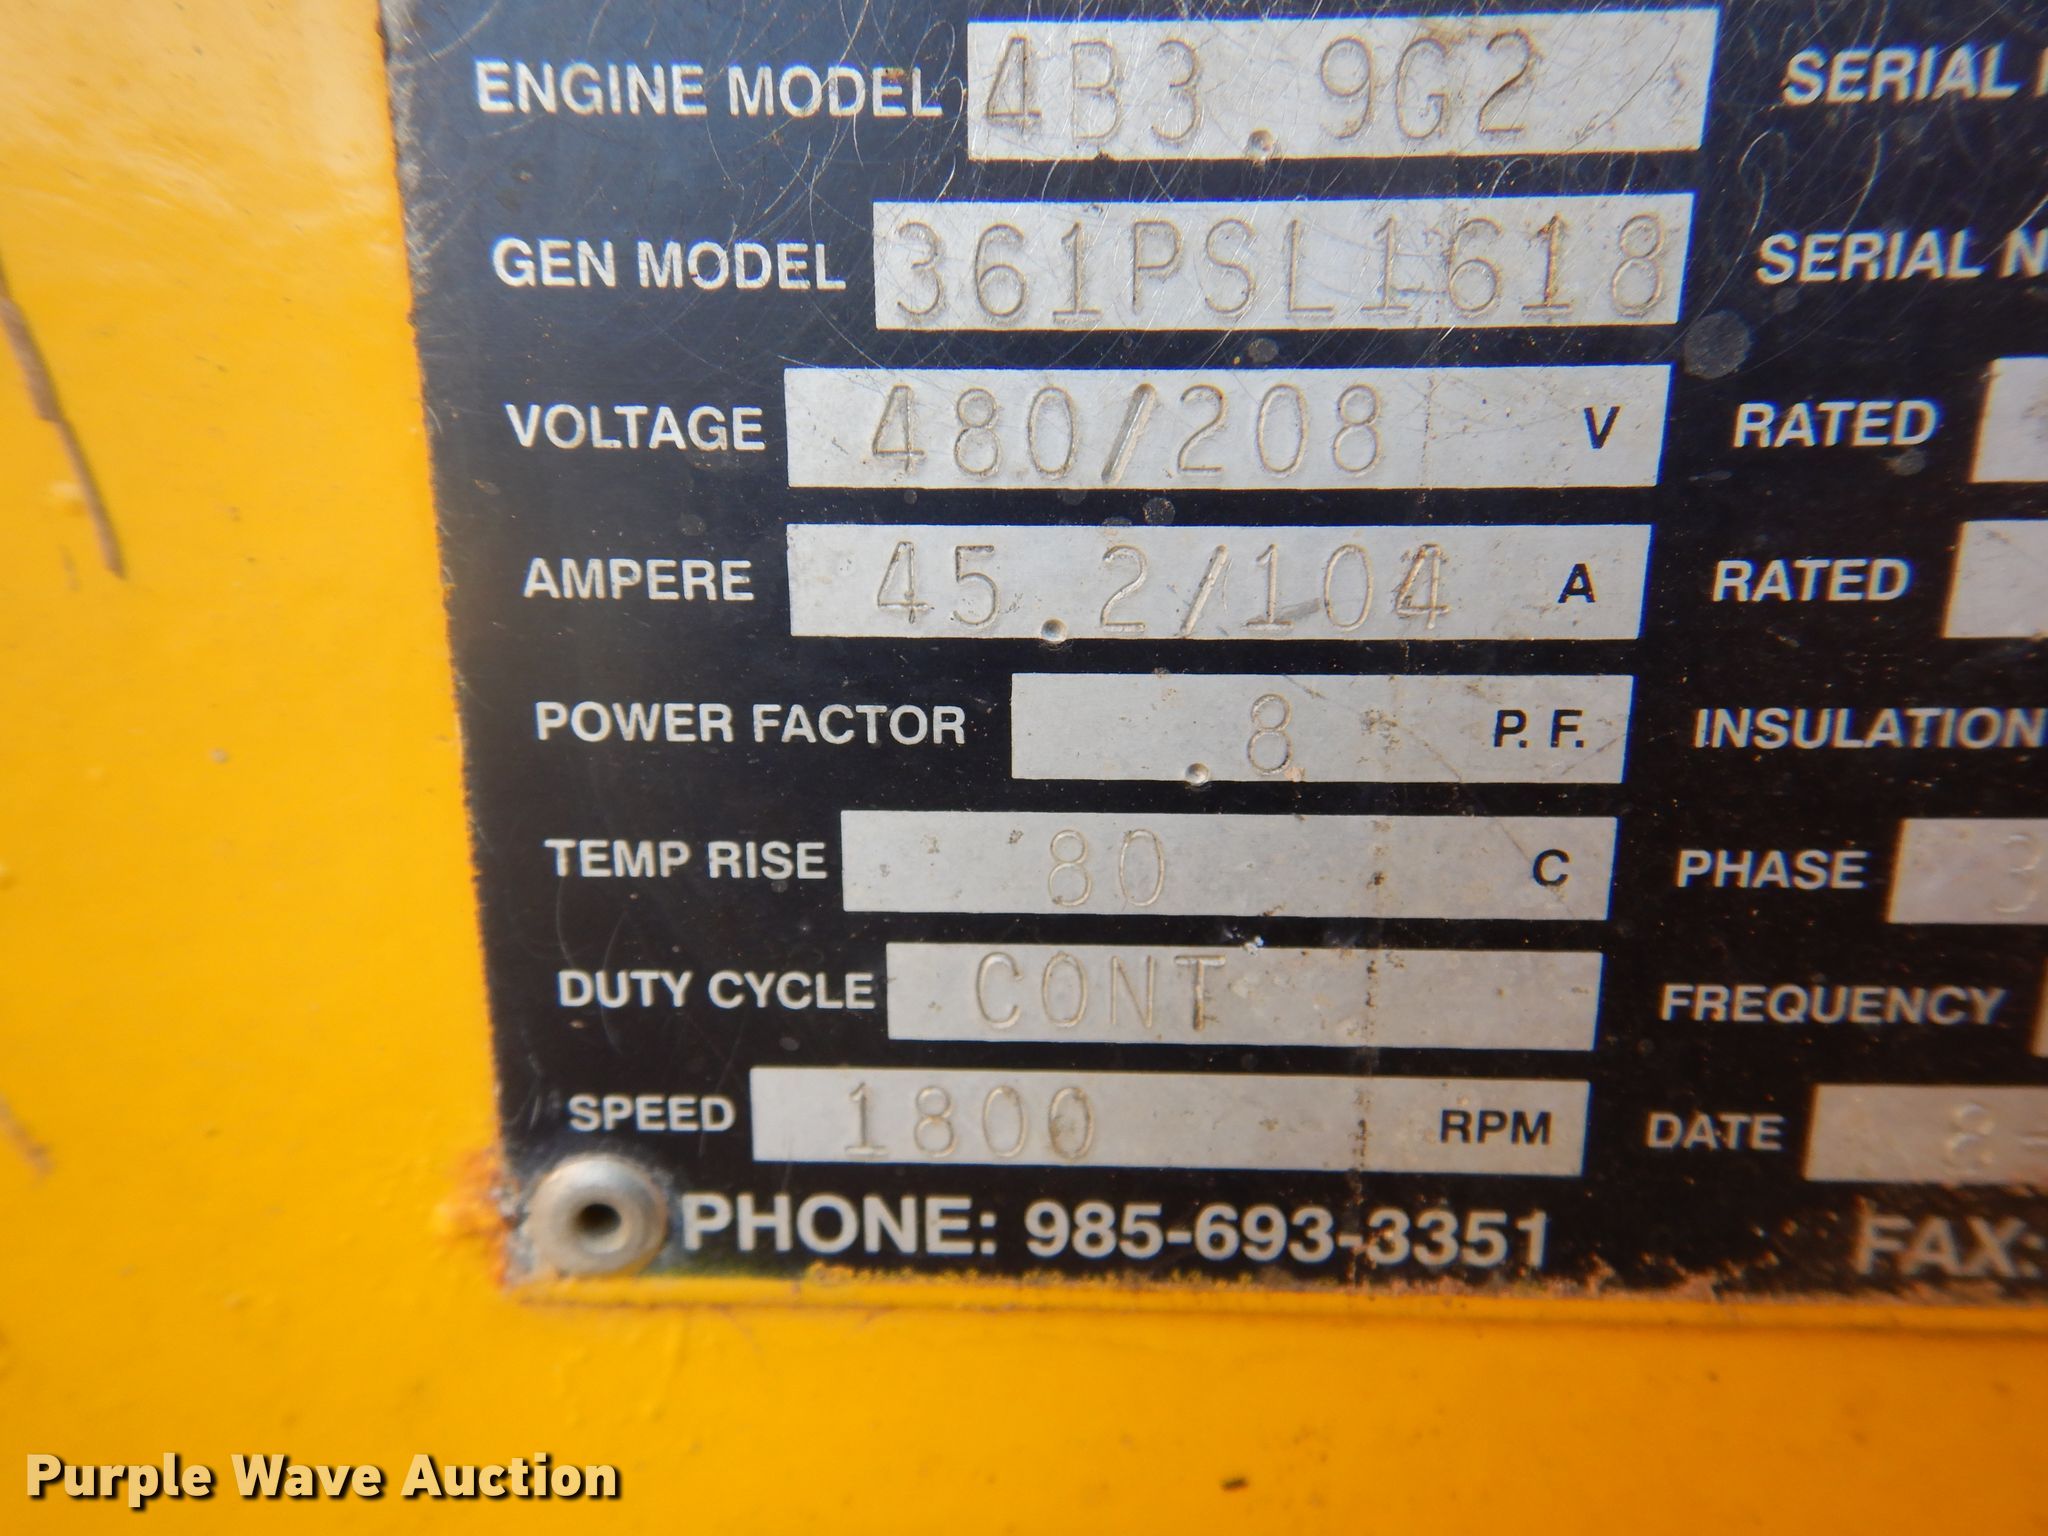 ENGINE MODEL 4B3.9G2 SERIAL
GEN MODEL 361PSL1618 SERIAL
VOLTAGE 480/208 V RATED
AMPERE 45.2/104 A RATED
POWER FACTOR .8 P.F. INSULATION
TEMP RISE 80 C PHASE 3
DUTY CYCLE CONT FREQUENCY
SPEED 1800 RPM DATE
PHONE: 985-693-3351 FAX:
Purple Wave Auction